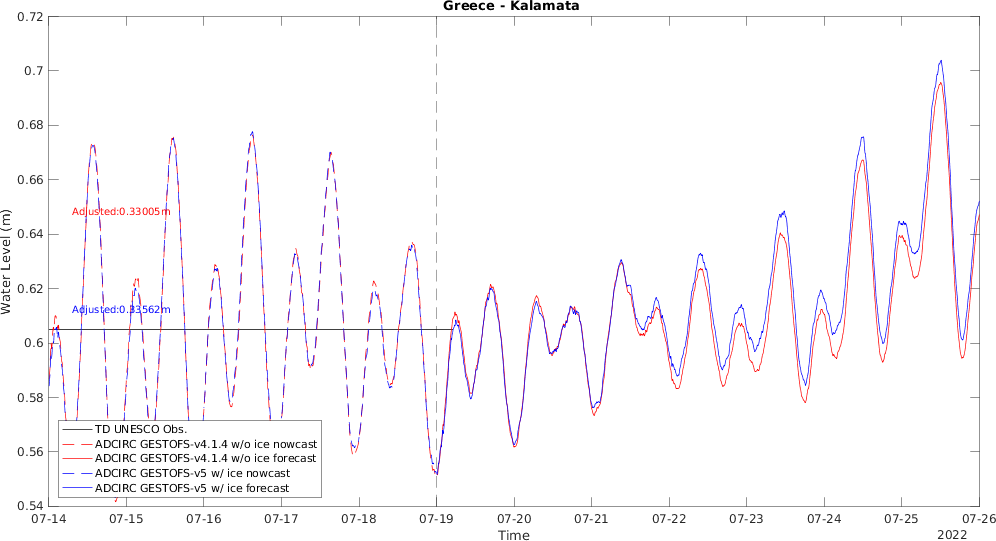 Greece - Kalamata
0.72
0.7
0.68
0.66
0.64
0.62
0.6
0.58
0.56
0.54
Water Level (m)
Adjusted:0.33005m
Adjusted:0.33562m
TD UNESCO Obs.
ADCIRC GESTOFS-v4.1.4 w/o ice nowcast
ADCIRC GESTOFS-v4.1.4 w/o ice forecast
ADCIRC GESTOFS-v5 w/ ice nowcast
ADCIRC GESTOFS-v5 w/ ice forecast
07-14 07-15 07-16 07-17 07-18 07-19 07-20 07-21 07-22 07-23 07-24 07-25 07-26
Time
2022